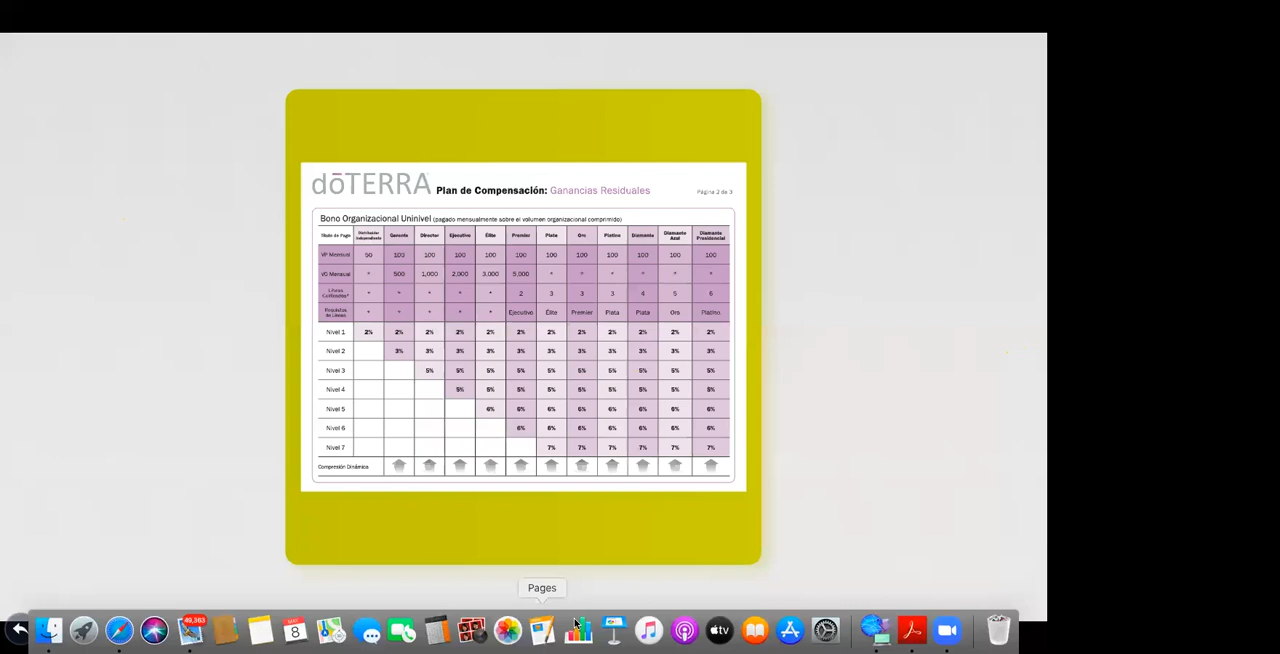 dōTERRA Plan de Compensación: Ganancias Residuales Página 2 de 3
Bono Organizacional Uninivel (pagado mensualmente sobre el volumen organizacional comprimido)
Título de Pago Distribuidor Independiente Gerente Director Ejecutivo Élite Premier Plata Oro Platino Diamante Diamante Azul Diamante Presidencial
VP Mensual 50 100 100 100 100 100 100 100 100 100 100 100
VO Mensual * 500 1,000 2,000 3,000 5,000 * * * * * *
Líneas Calificadas * * * * * 2 3 3 3 4 5 6
Requisitos de Líneas * * * * * Ejecutivo Élite Premier Plata Plata Oro Platino
Nivel 1 2% 2% 2% 2% 2% 2% 2% 2% 2% 2% 2% 2%
Nivel 2 3% 3% 3% 3% 3% 3% 3% 3% 3% 3% 3%
Nivel 3 5% 5% 5% 5% 5% 5% 5% 5% 5% 5%
Nivel 4 5% 5% 5% 5% 5% 5% 5% 5% 5%
Nivel 5 6% 6% 6% 6% 6% 6% 6% 6%
Nivel 6 6% 6% 6% 6% 6% 6% 6%
Nivel 7 7% 7% 7% 7% 7% 7%
Compresión Dinámica
Pages
49,363
MAY
8
tv